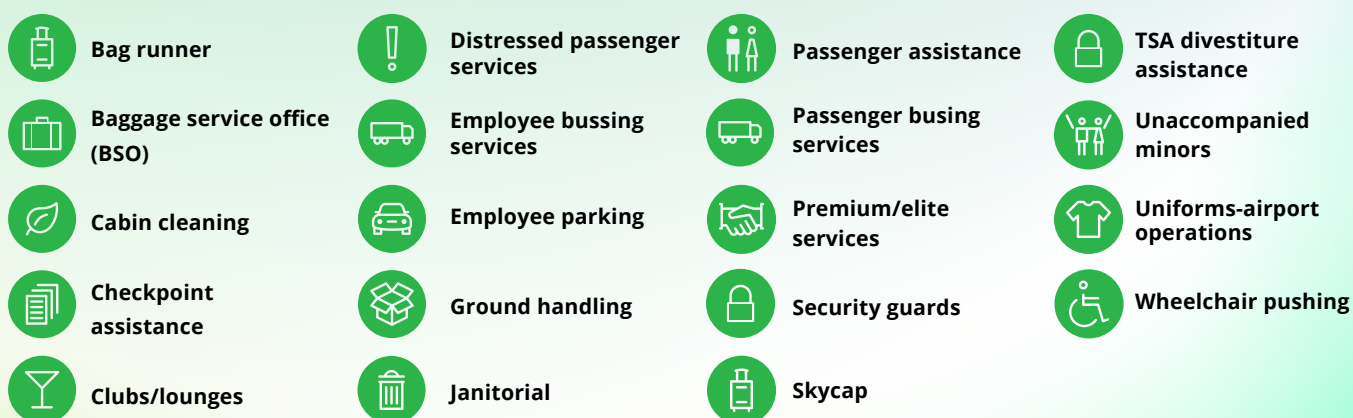 Bag runner
Baggage service office
(BSO)
Cabin cleaning
Checkpoint
assistance
Clubs/lounges
Distressed passenger
services
Employee bussing
services
Employee parking
Ground handling
Janitorial
Passenger assistance
Passenger busing
services
Premium/elite
services
Security guards
Skycap
TSA divestiture
assistance
Unaccompanied
minors
Uniforms-airport
operations
Wheelchair pushing